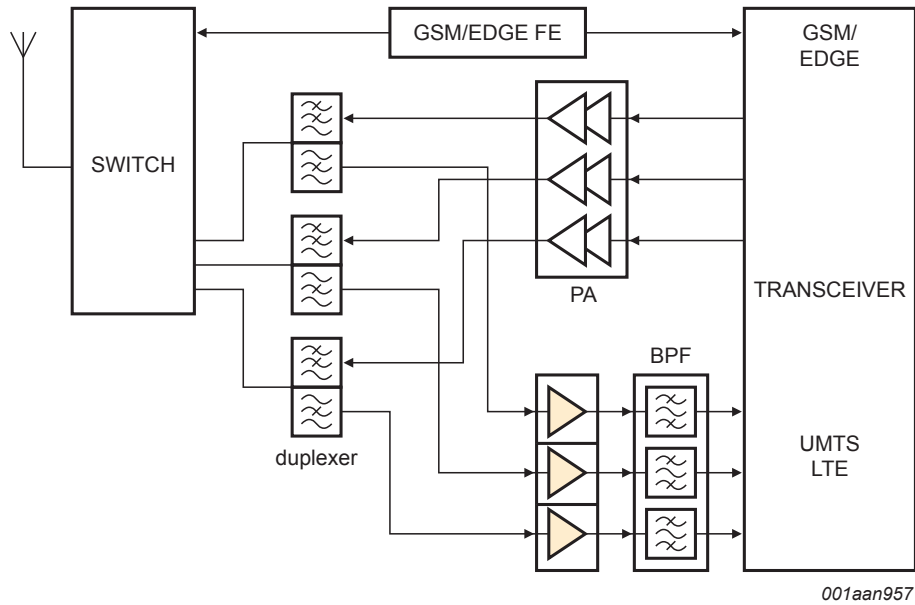 GSM/EDGE FE
GSM/
EDGE
SWITCH
PA
TRANSCEIVER
BPF
UMTS
LTE
duplexer
001aan957